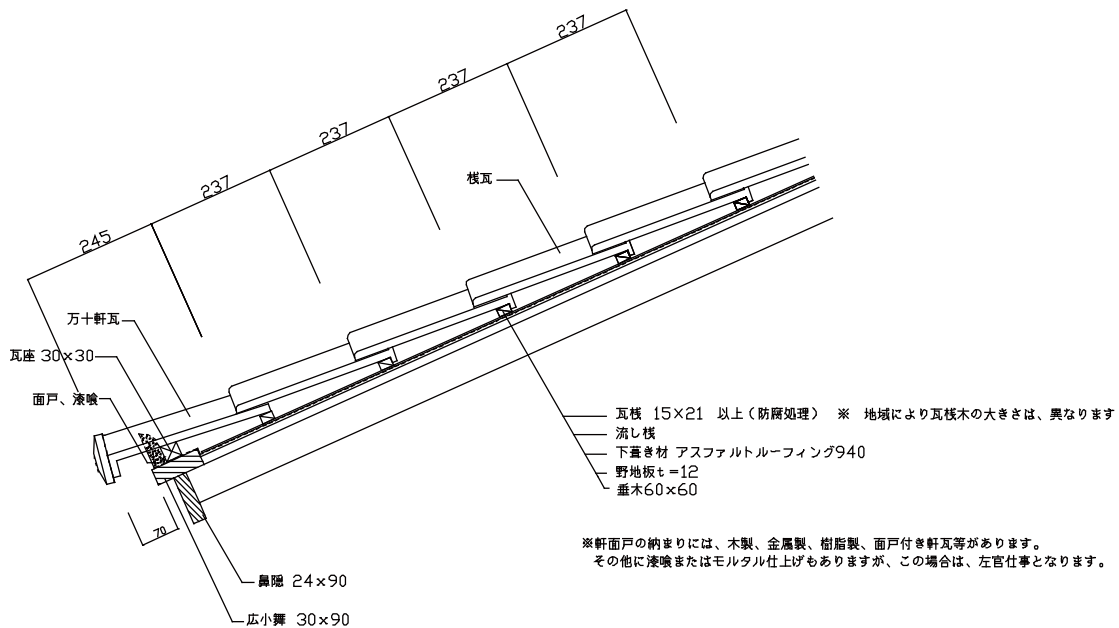 237
237
237
237
245
桟瓦
万十軒瓦
瓦座 30×30
面戸、漆喰
瓦桟 15×21 以上(防腐処理) ※ 地域により瓦桟木の大きさは、異なります
流し桟
下葺き材 アスファルトルーフィング940
野地板t=12
垂木60×60
70
※軒面戸の納まりには、木製、金属製、樹脂製、面戸付き軒瓦等があります。
その他に漆喰またはモルタル仕上げもありますが、この場合は、左官仕事となります。
鼻隠 24×90
広小舞 30×90